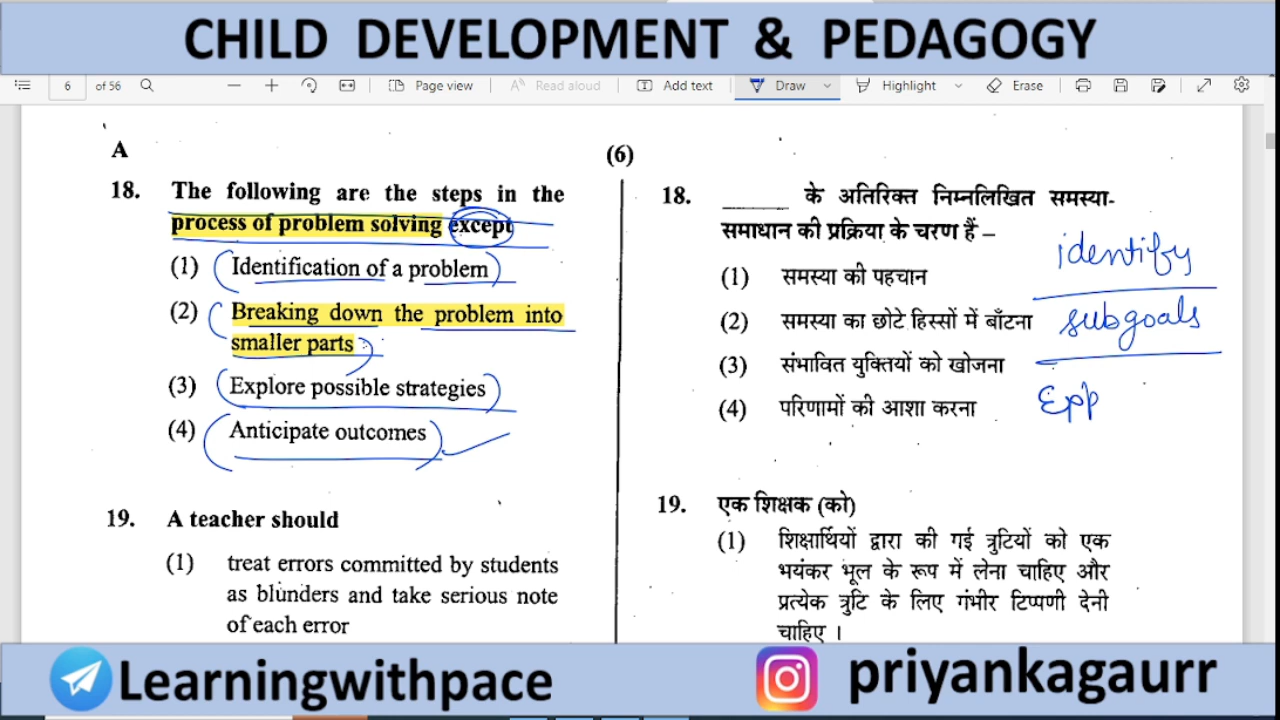 CHILD DEVELOPMENT & PEDAGOGY
6 of 56 Page view Read aloud Add text Draw Highlight Erase
A
(6)
18. The following are the steps in the
process of problem solving except
(1) Identification of a problem
(2) Breaking down the problem into
smaller parts
(3) Explore possible strategies
(4) Anticipate outcomes
19. A teacher should
(1) treat errors committed by students
as blunders and take serious note
of each error
18. ______ के अतिरिक्त निम्नलिखित समस्या-
समाधान की प्रक्रिया के चरण हैं –
(1) समस्या की पहचान
(2) समस्या का छोटे हिस्सों में बाँटना
(3) संभावित युक्तियों को खोजना
(4) परिणामों की आशा करना
identify
subgoals
Epp
19. एक शिक्षक (को)
(1) शिक्षार्थियों द्वारा की गई त्रुटियों को एक
भयंकर भूल के रूप में लेना चाहिए और
प्रत्येक त्रुटि के लिए गंभीर टिप्पणी देनी
चाहिए ।
Learningwithpace
priyankagaurr